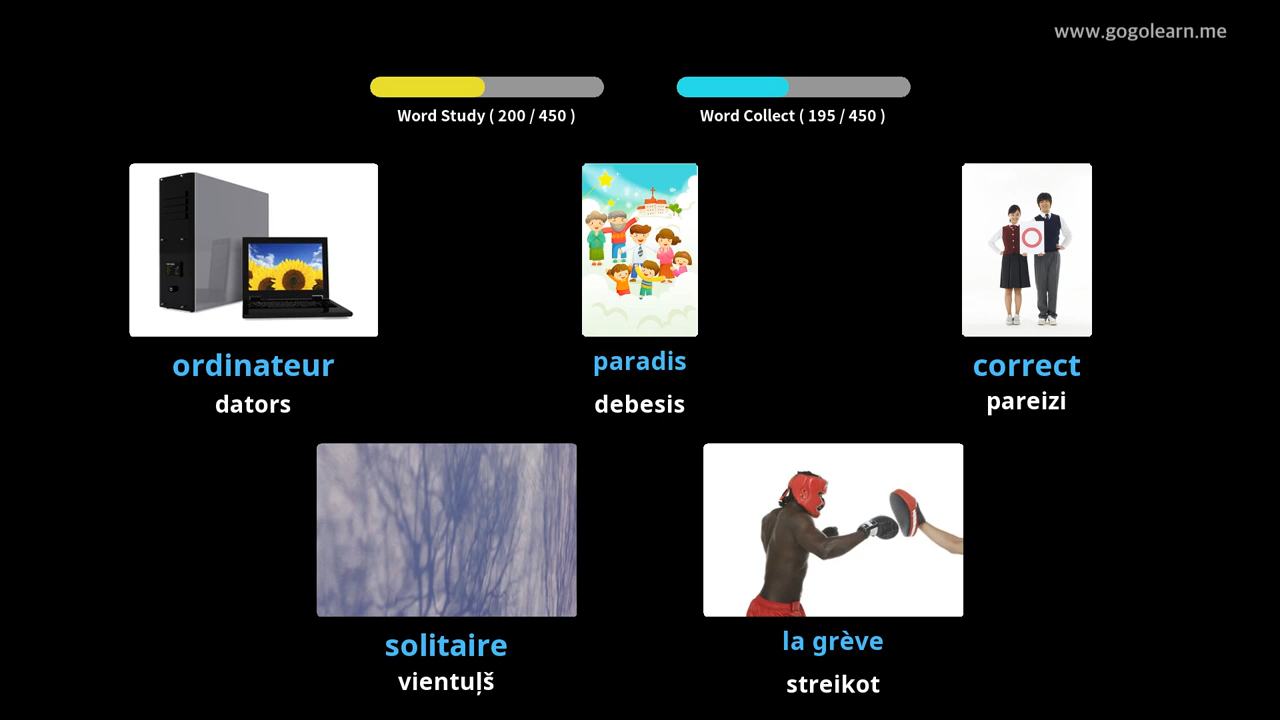 www.gogolearn.me
Word Study ( 200 / 450 )
Word Collect ( 195 / 450 )
ordinateur
dators
paradis
debesis
correct
pareizi
solitaire
vientuļš
la grève
streikot